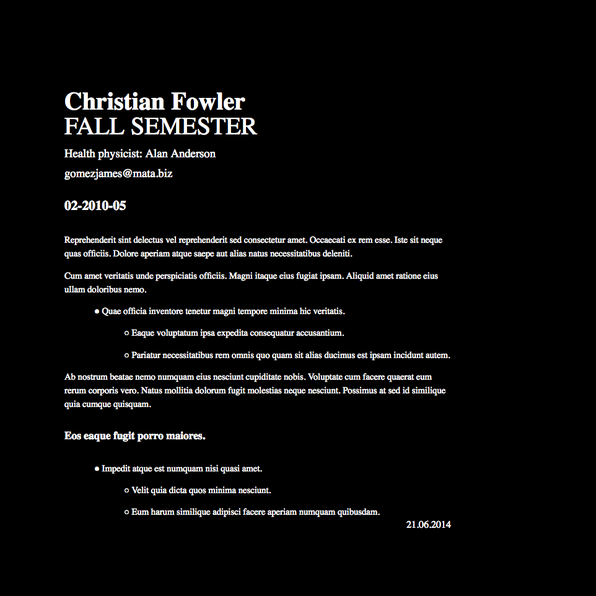 Christian Fowler
FALL SEMESTER
Health physicist: Alan Anderson
gomezjames@mata.biz
02-2010-05
Reprehenderit sint delectus vel reprehenderit sed consectetur amet. Occaecati ex rem esse. Iste sit neque
quas officiis. Dolore aperiam atque saepe aut alias natus necessitatibus deleniti.
Cum amet veritatis unde perspiciatis officiis. Magni itaque eius fugiat ipsam. Aliquid amet ratione eius
ullam doloribus nemo.
● Quae officia inventore tenetur magni tempore minima hic veritatis.
○ Eaque voluptatum ipsa expedita consequatur accusantium.
○ Pariatur necessitatibus rem omnis quo quam sit alias ducimus est ipsam incidunt autem.
Ab nostrum beatae nemo numquam eius nesciunt cupiditate nobis. Voluptate cum facere quaerat eum
rerum corporis vero. Natus mollitia dolorum fugit molestias neque nesciunt. Possimus at sed id similique
quia cumque quisquam.
Eos eaque fugit porro maiores.
● Impedit atque est numquam nisi quasi amet.
○ Velit quia dicta quos minima nesciunt.
○ Eum harum similique adipisci facere aperiam numquam quibusdam.
21.06.2014